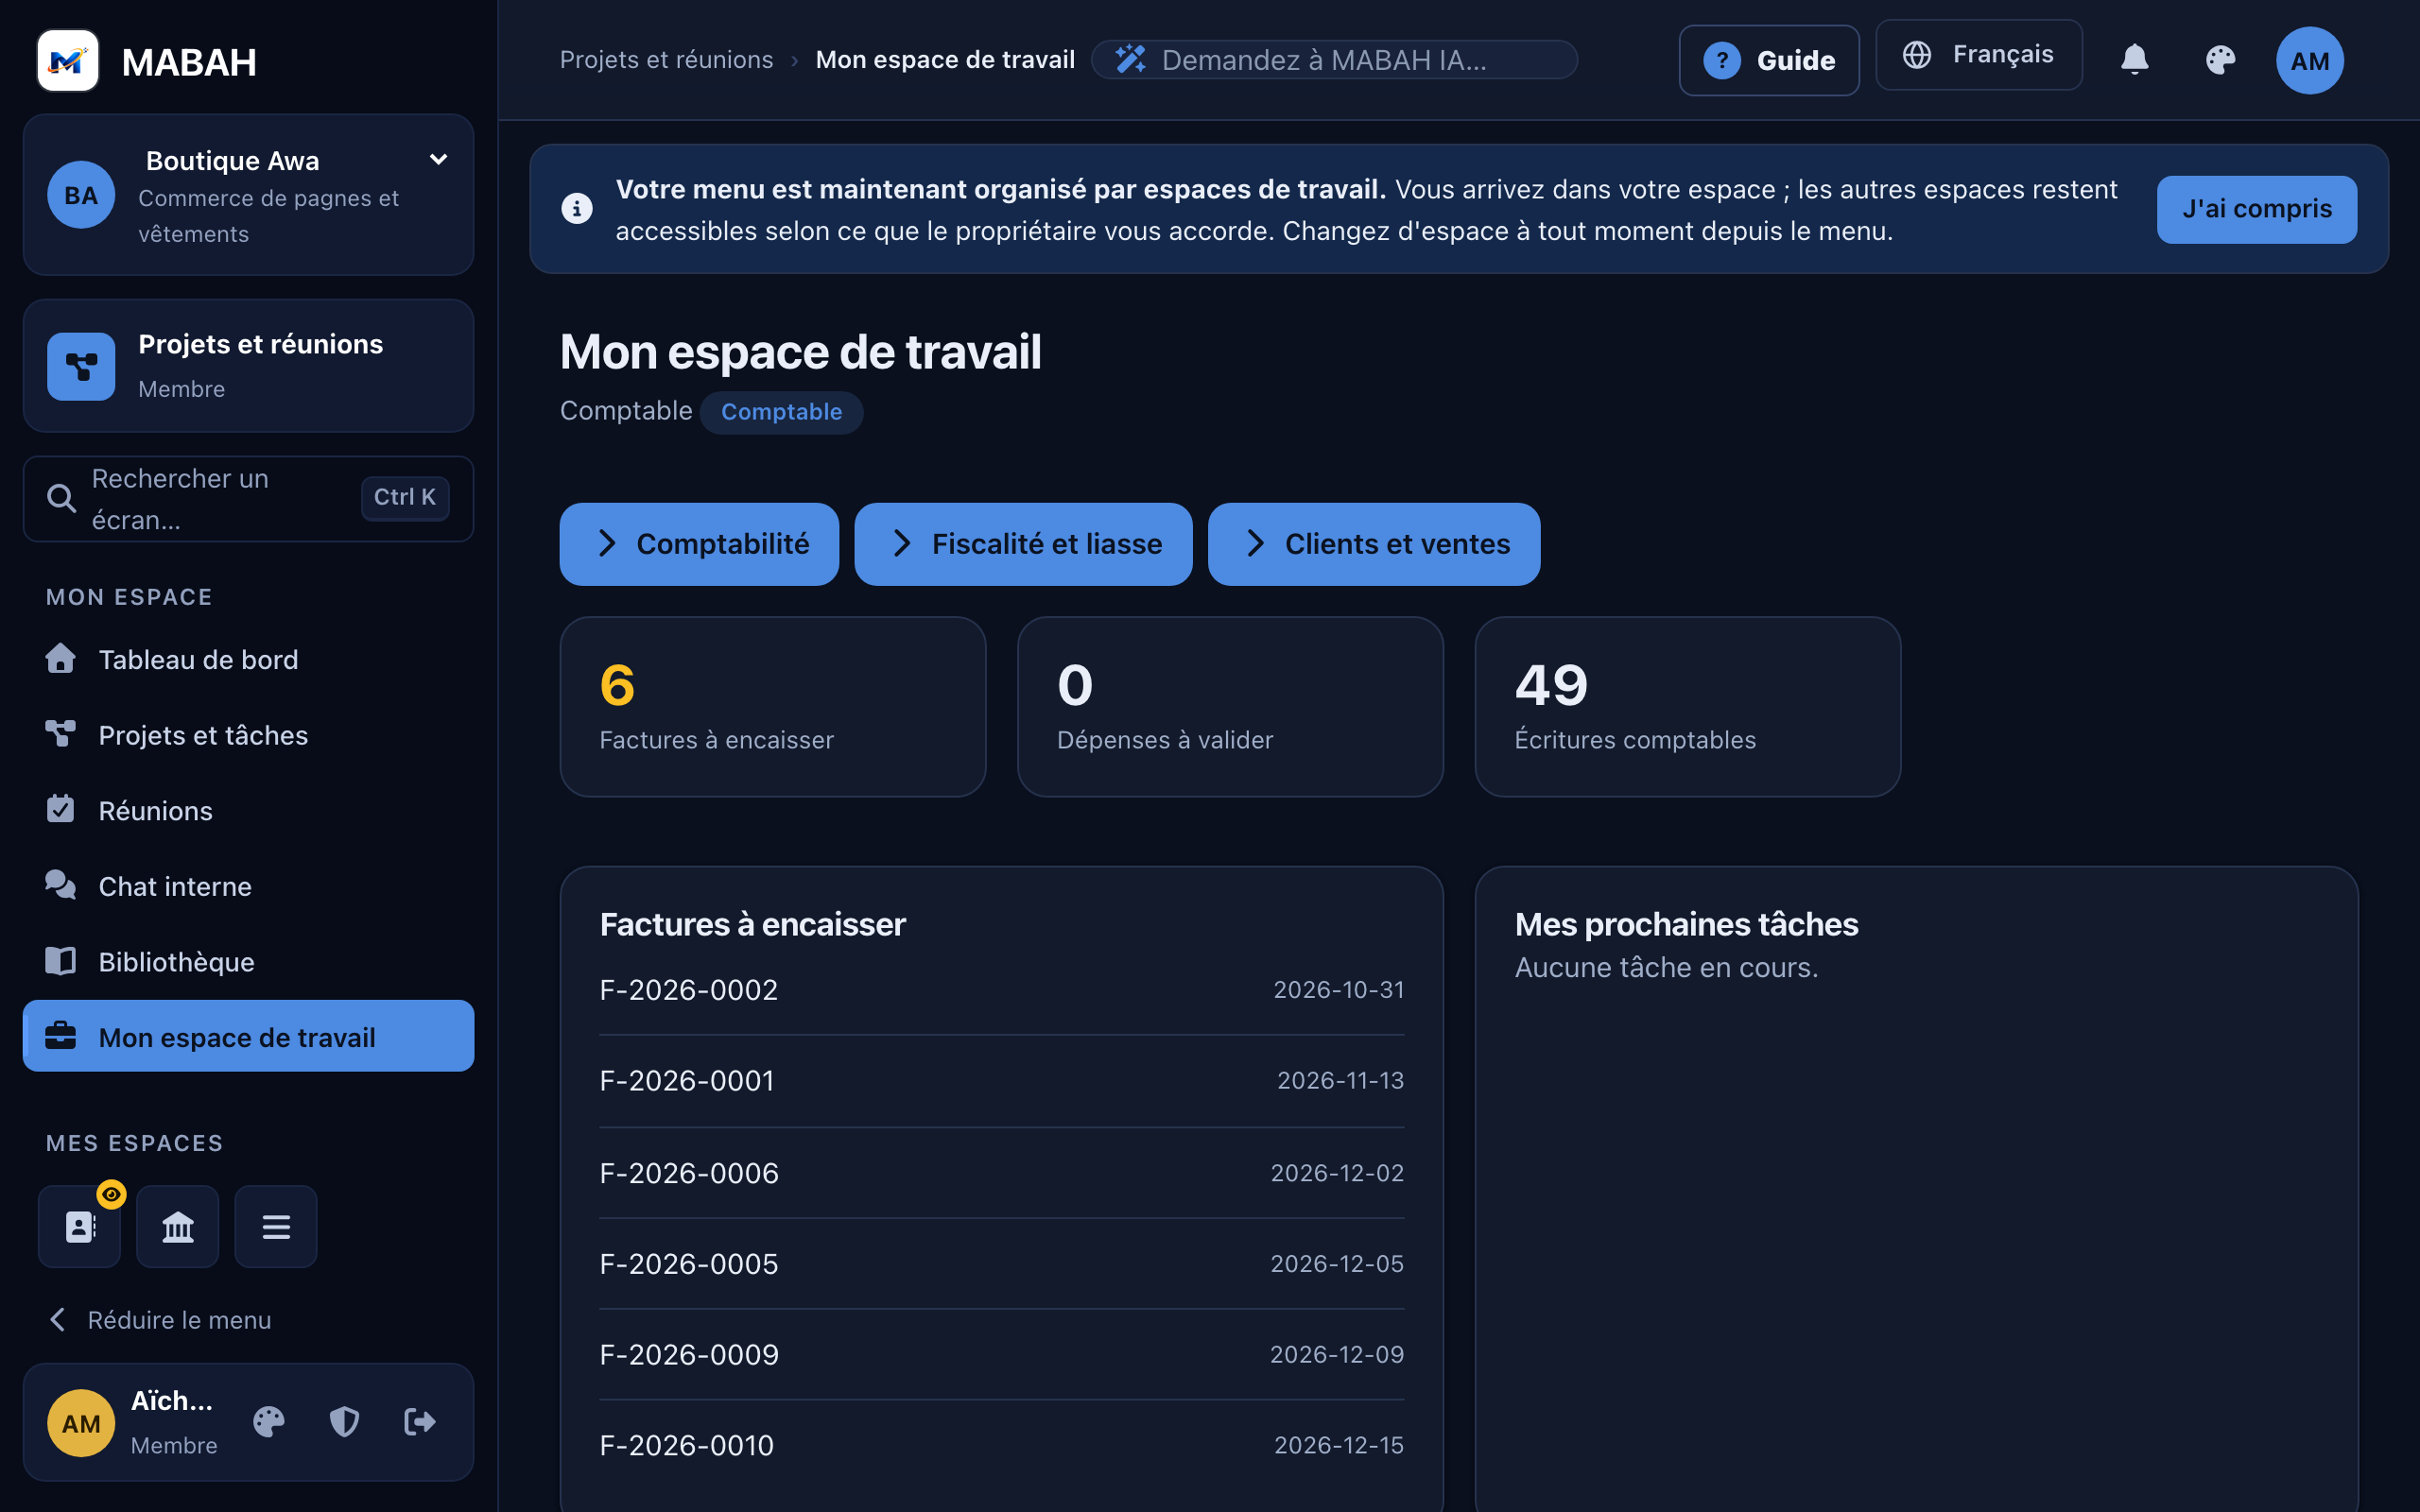 MABAH
BA
Boutique Awa
Commerce de pagnes et
vêtements
Projets et réunions
Membre
Rechercher un
écran...
Ctrl K
MON ESPACE
Tableau de bord
Projets et tâches
Réunions
Chat interne
Bibliothèque
Mon espace de travail
MES ESPACES
Réduire le menu
AM
Aïch...
Membre
Projets et réunions › Mon espace de travail
Demandez à MABAH IA...
? Guide
Français
AM
Votre menu est maintenant organisé par espaces de travail. Vous arrivez dans votre espace ; les autres espaces restent
accessibles selon ce que le propriétaire vous accorde. Changez d'espace à tout moment depuis le menu.
J'ai compris
Mon espace de travail
Comptable Comptable
Comptabilité
Fiscalité et liasse
Clients et ventes
6
Factures à encaisser
0
Dépenses à valider
49
Écritures comptables
Factures à encaisser
F-2026-0002 2026-10-31
F-2026-0001 2026-11-13
F-2026-0006 2026-12-02
F-2026-0005 2026-12-05
F-2026-0009 2026-12-09
F-2026-0010 2026-12-15
Mes prochaines tâches
Aucune tâche en cours.